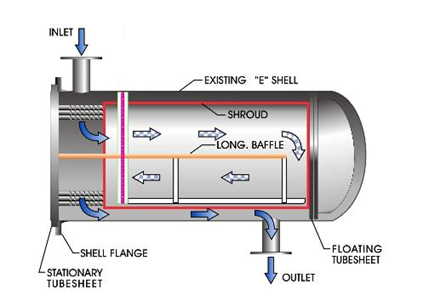 INLET
EXISTING "E" SHELL
SHROUD
LONG. BAFFLE
SHELL FLANGE
STATIONARY
TUBESHEET
FLOATING
TUBESHEET
OUTLET